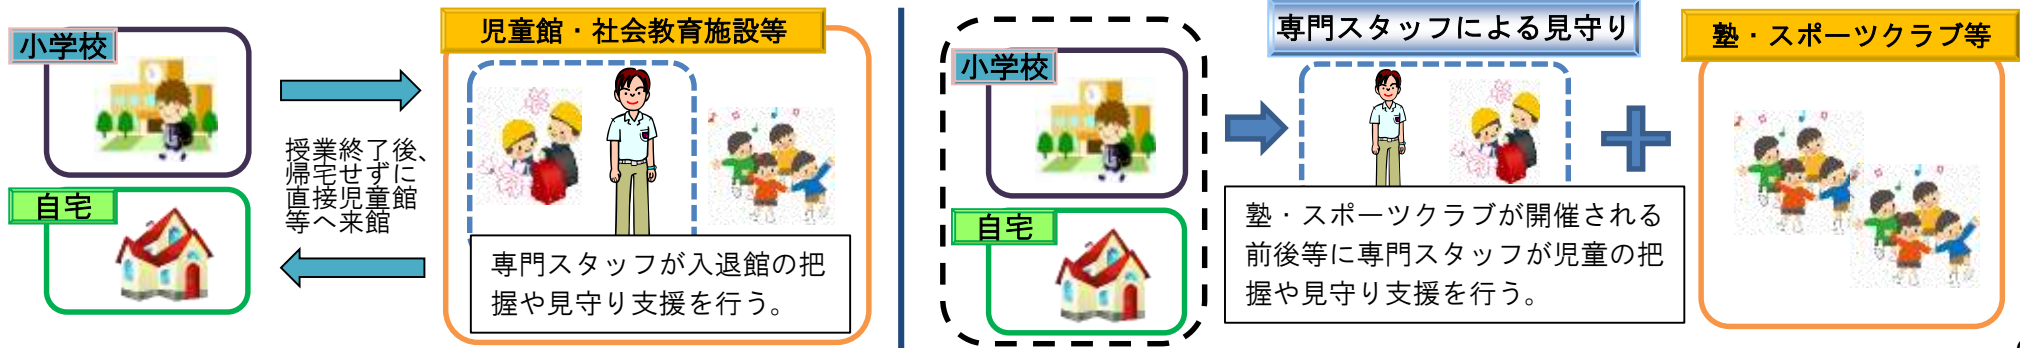 小学校
自宅
授業終了後、
帰宅せずに
直接児童館
等へ来館
児童館・社会教育施設等
専門スタッフが入退館の把
握や見守り支援を行う。
小学校
自宅
専門スタッフによる見守り
塾・スポーツクラブが開催される
前後等に専門スタッフが児童の把
握や見守り支援を行う。
塾・スポーツクラブ等